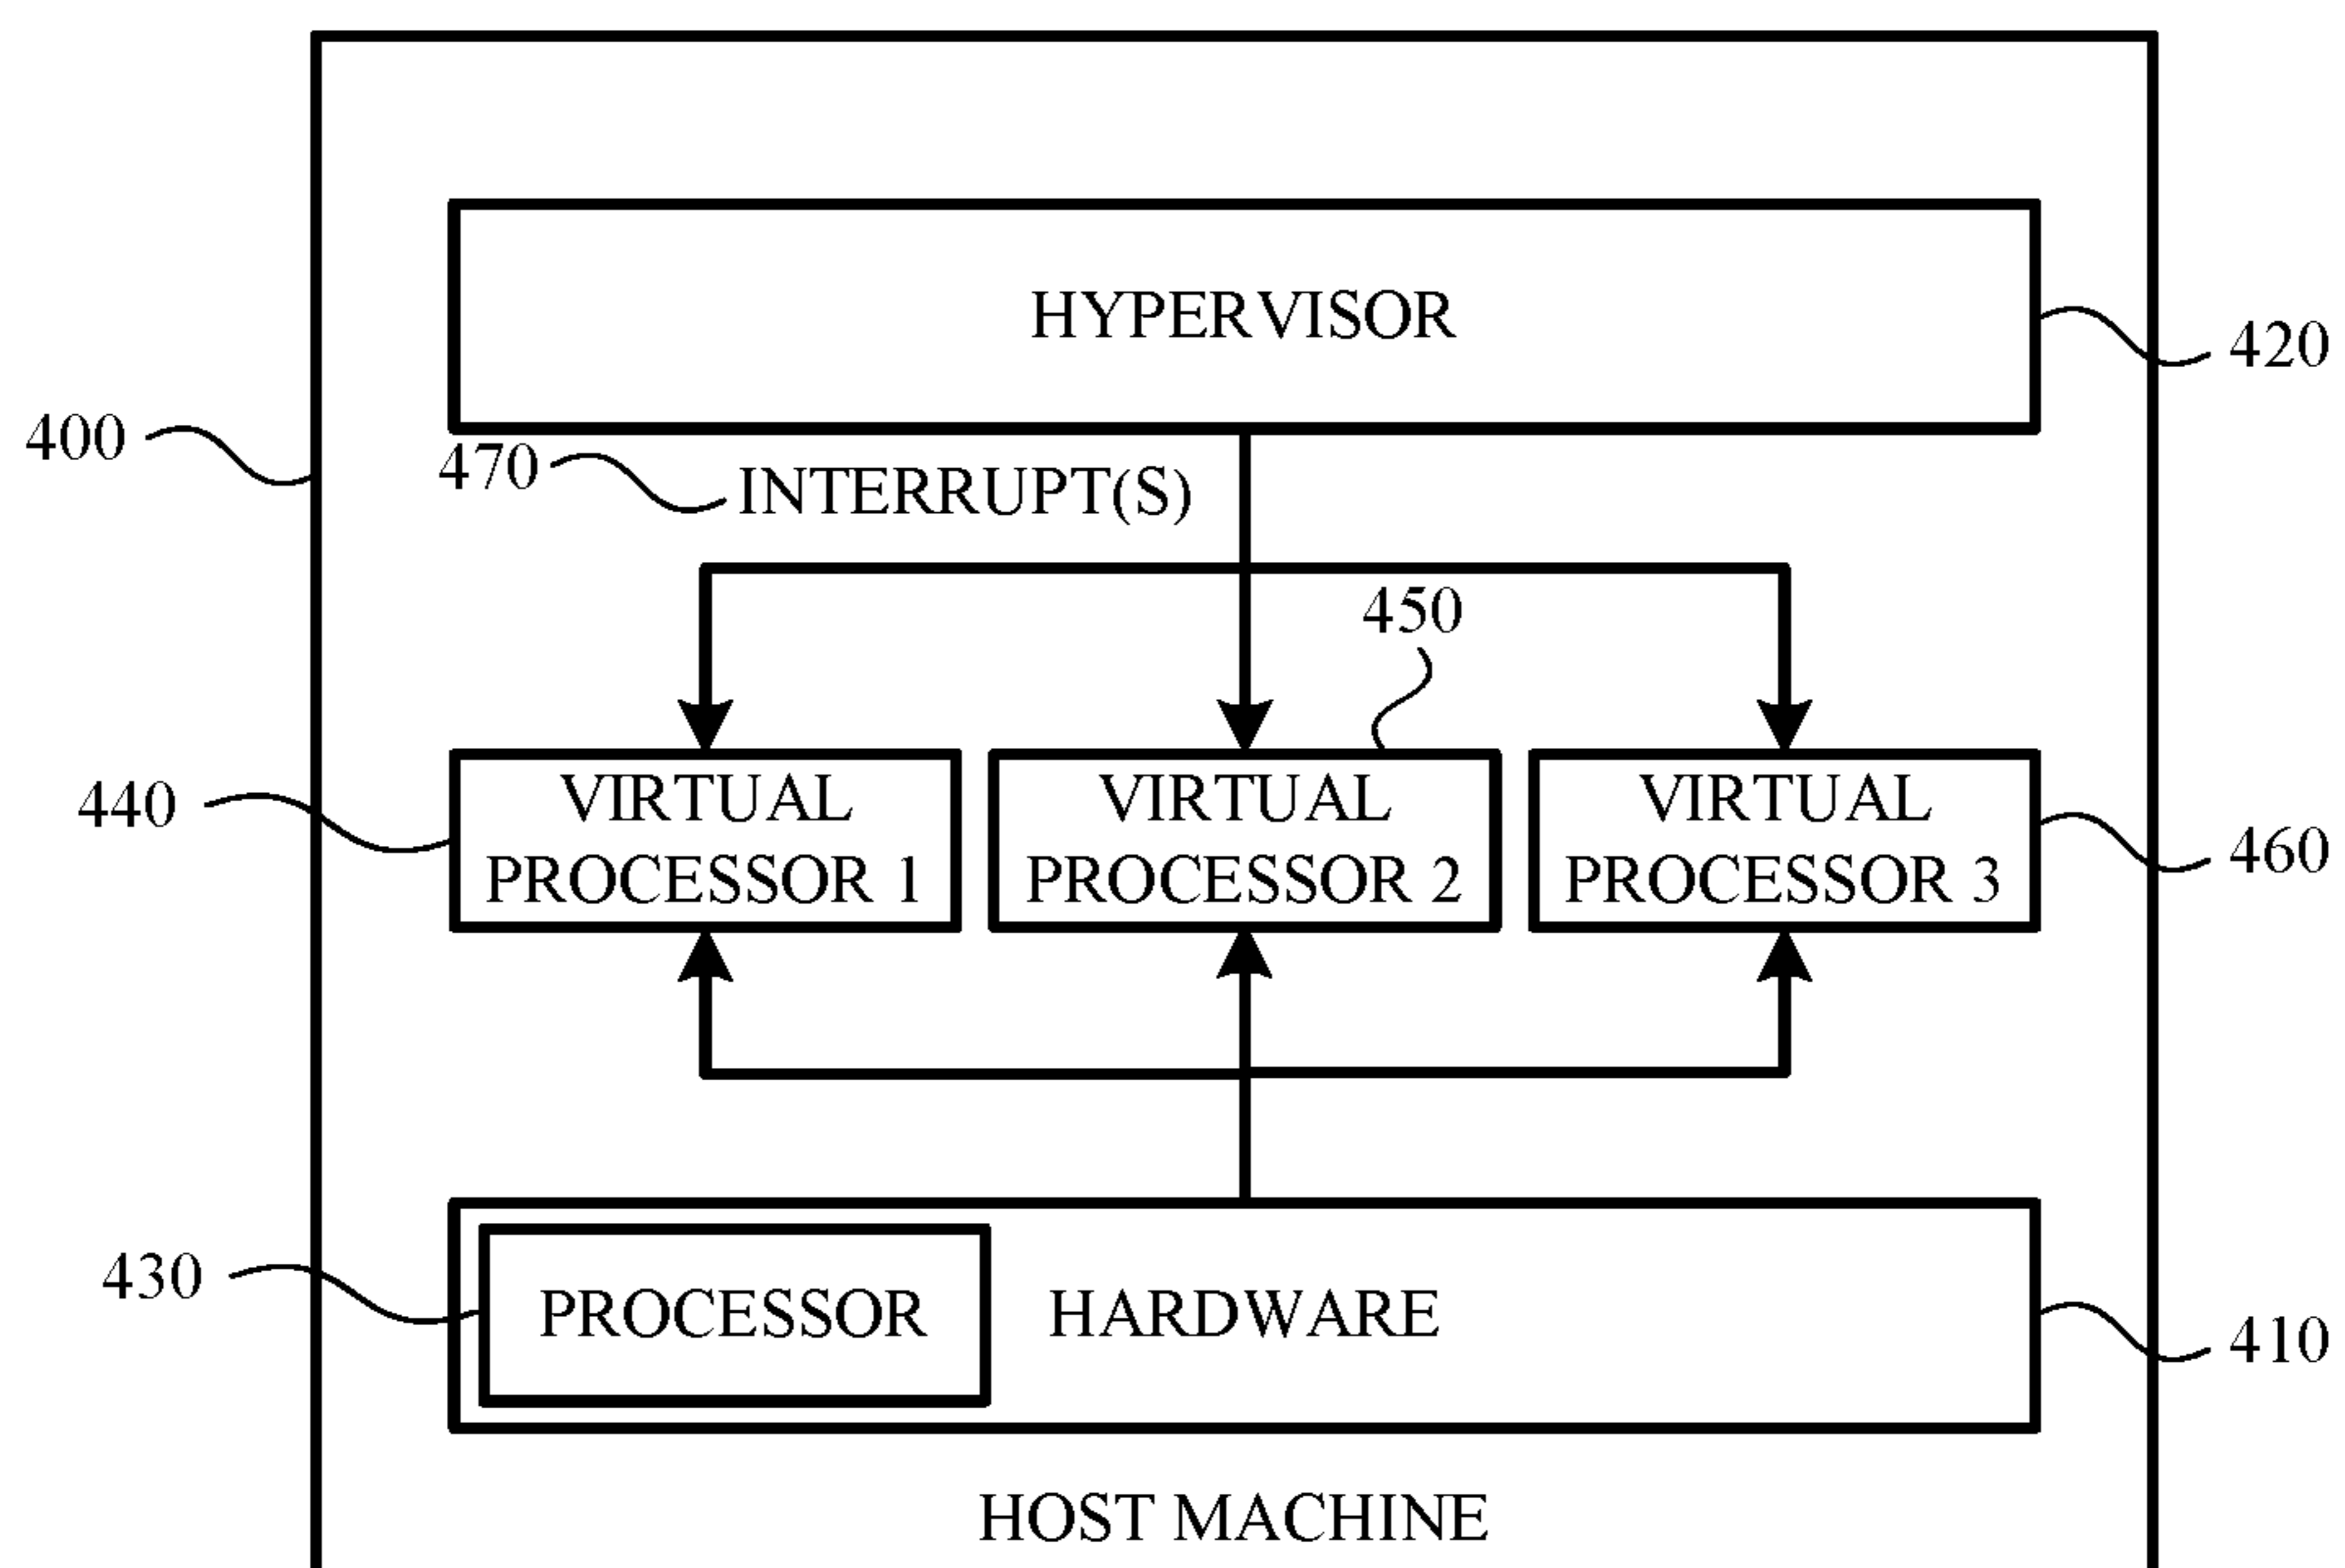 HYPERVISOR
420
400
470
INTERRUPT(S)
450
440
VIRTUAL
PROCESSOR 1
VIRTUAL
PROCESSOR 2
VIRTUAL
PROCESSOR 3
460
430
PROCESSOR
HARDWARE
410
HOST MACHINE